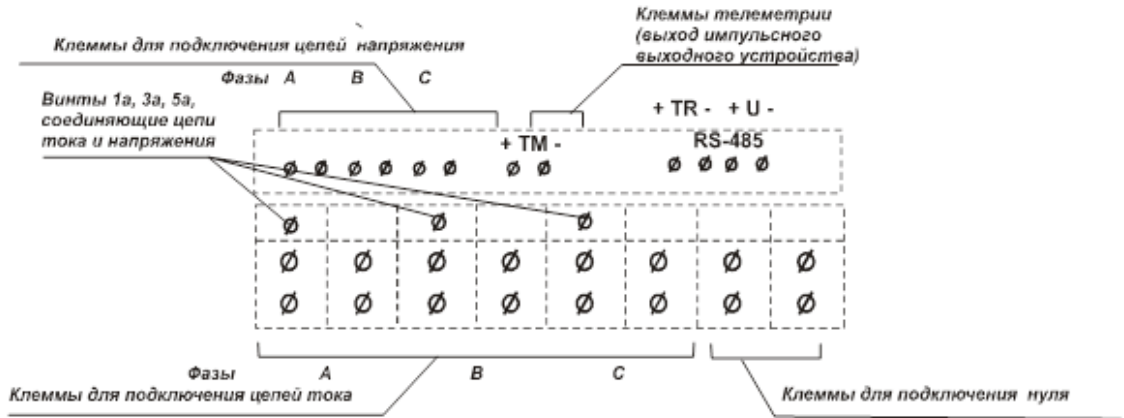 Клеммы телеметрии
(выход импульсного
выходного устройства)
Клеммы для подключения цепей напряжения
Фазы A B C
Винты 1а, 3а, 5а,
соединяющие цепи
тока и напряжения
+ TR - + U -
+ TM - RS-485
Фазы A B C
Клеммы для подключения цепей тока
Клеммы для подключения нуля